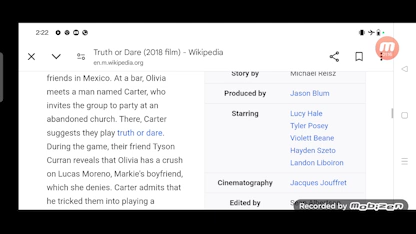 2:22
Truth or Dare (2018 film) - Wikipedia
en.m.wikipedia.org
friends in Mexico. At a bar, Olivia
meets a man named Carter, who
invites the group to party at an
abandoned church. There, Carter
suggests they play truth or dare.
During the game, their friend Tyson
Curran reveals that Olivia has a crush
on Lucas Moreno, Markie's boyfriend,
which she denies. Carter admits that
he tricked them into playing a
Story by Michael Reisz
Produced by Jason Blum
Starring Lucy Hale
Tyler Posey
Violett Beane
Hayden Szeto
Landon Liboiron
Cinematography Jacques Jouffret
Edited by
Recorded by Mobizen